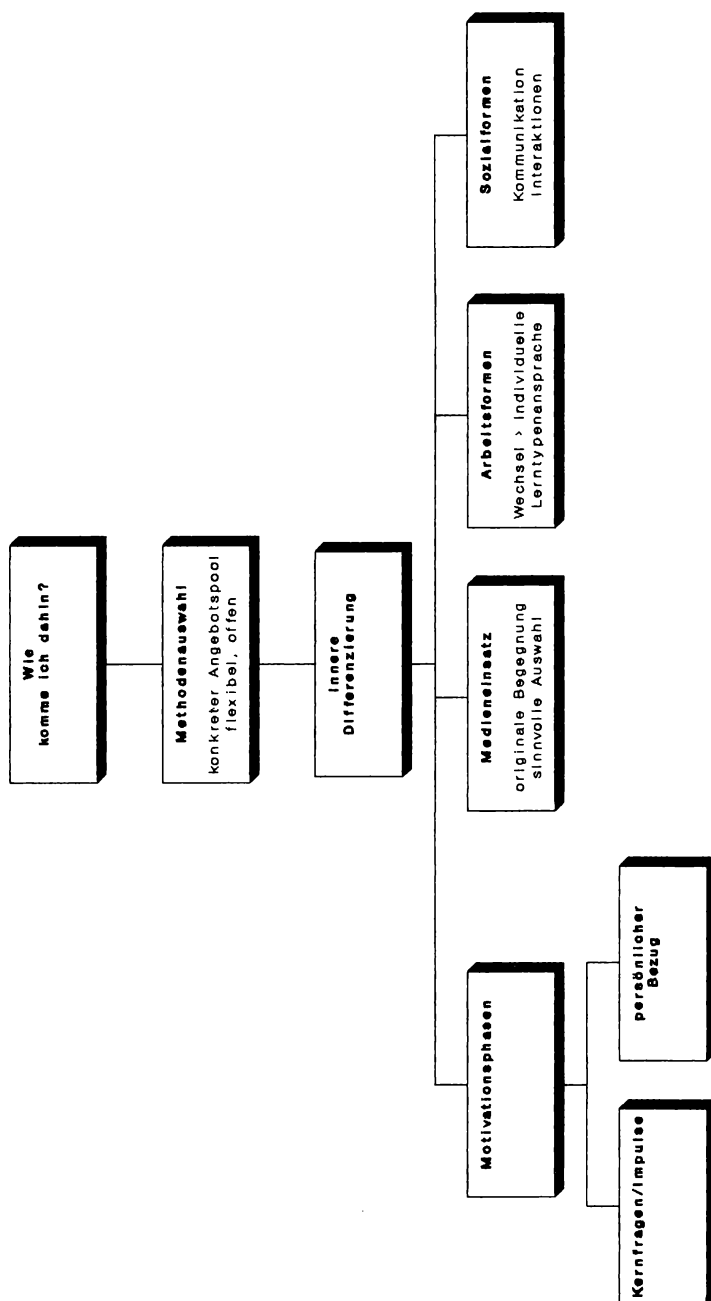 Wie
komme ich dahin?
Methodenauswahl
konkreter Angebotspool
flexibel, offen
Innere
Differenzierung
Motivationsphasen
Medieneinsatz
originale Begegnung
sinnvolle Auswahl
Arbeitsformen
Wechsel > individuelle
Lerntypenansprache
Sozialformen
Kommunikation
Interaktionen
Kernfragen/Impulse
persönlicher
Bezug